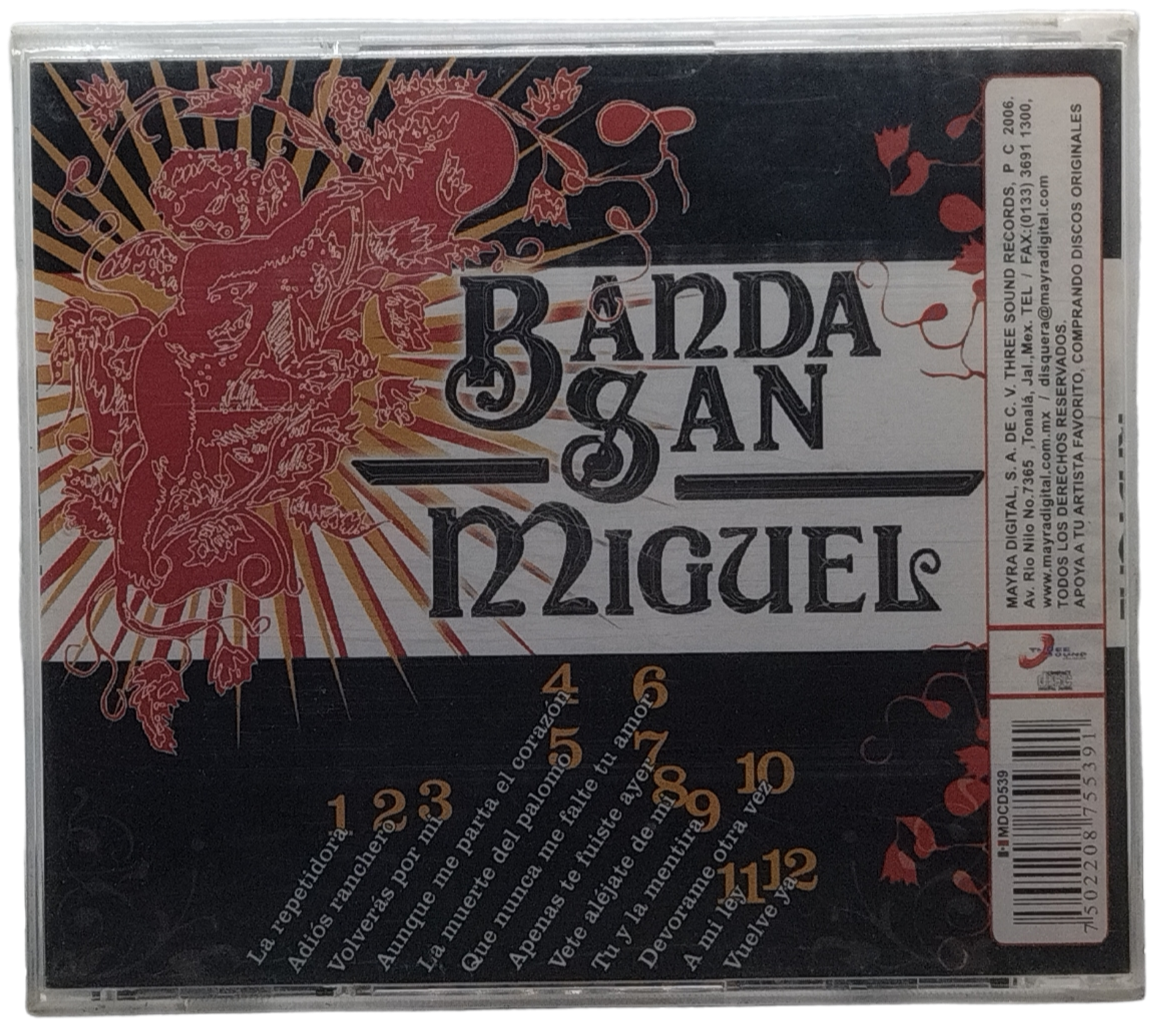 BANDA
SAN
MIGUEL
1 La repetidora
2 Adiós ranchero
3 Volverás por mi
4 Aunque me parta el corazón
5 La muerte del palomo
6 Que nunca me falte tu amor
7 Apemas te fuiste ayer
8 Vete aléjate de mi
9 Tu y la mentira
10 Devorame otra vez
11 A mi ley
12 Vuelve ya
MAYRA DIGITAL, S. A. DE C. V. THREE SOUND RECORDS, P C 2006.
Av. Rio Nilo No.7365 ,Tonalá, Jal.,Mex. TEL / FAX:(0133) 3691 1300,
www.mayradigital.com.mx / disquera@mayradigital.com
TODOS LOS DERECHOS RESERVADOS.
APOYA A TU ARTISTA FAVORITO, COMPRANDO DISCOS ORIGINALES
MDCD539
7 502208 755391